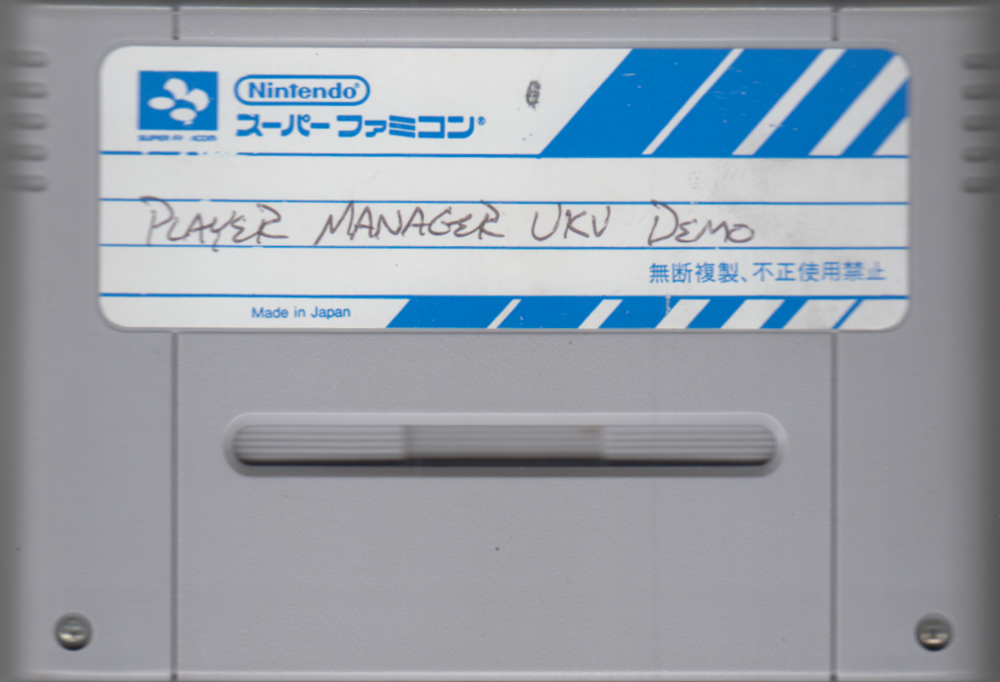 Nintendo®
スーパーファミコン®
PLAYER MANAGER UKV DEMO
無断複製、不正使用禁止
Made in Japan